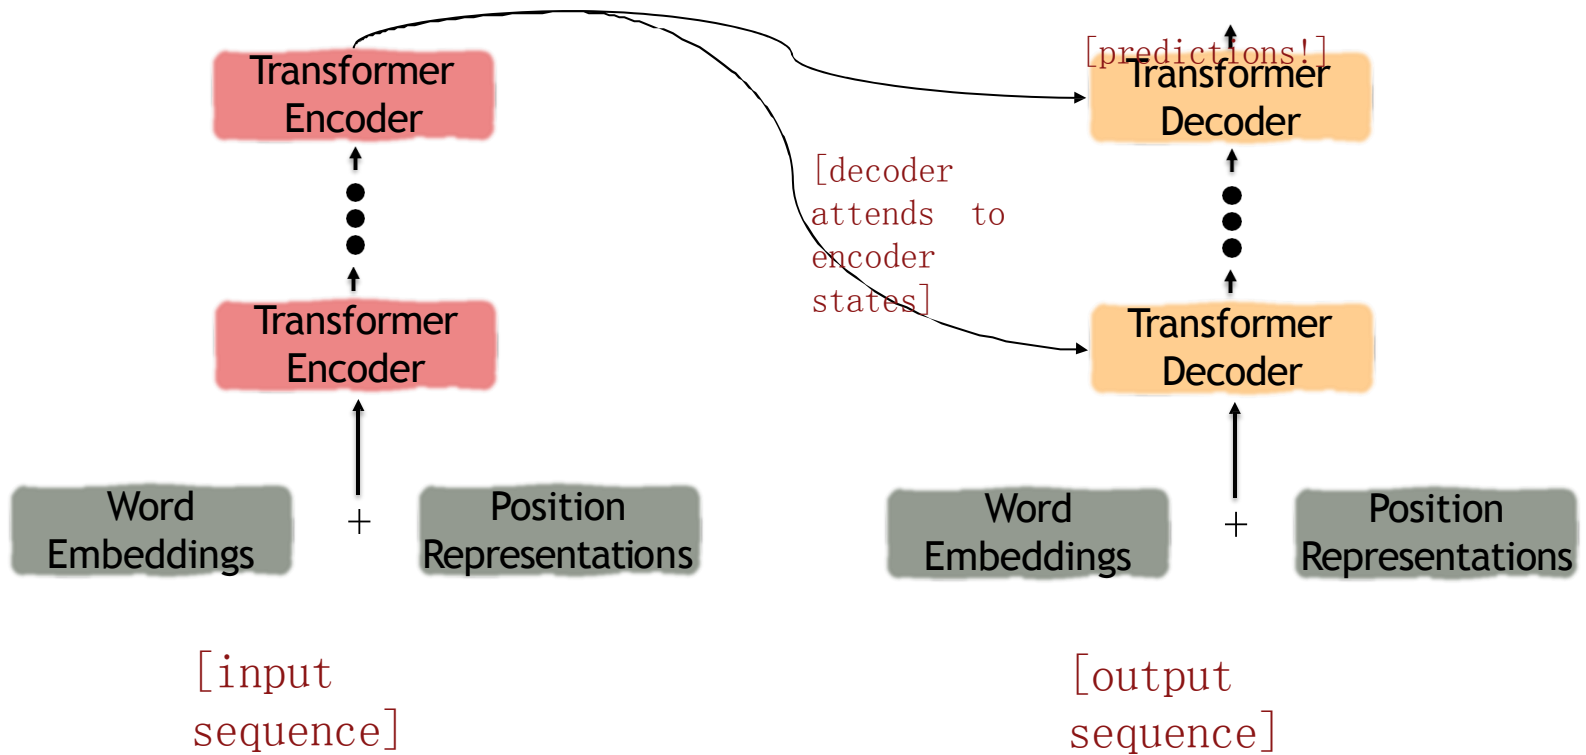 Transformer
Encoder
Transformer
Encoder
Word
Embeddings
+
Position
Representations
[input
sequence]
[decoder
attends to
encoder
states]
[predictions!]
Transformer
Decoder
Transformer
Decoder
Word
Embeddings
+
Position
Representations
[output
sequence]